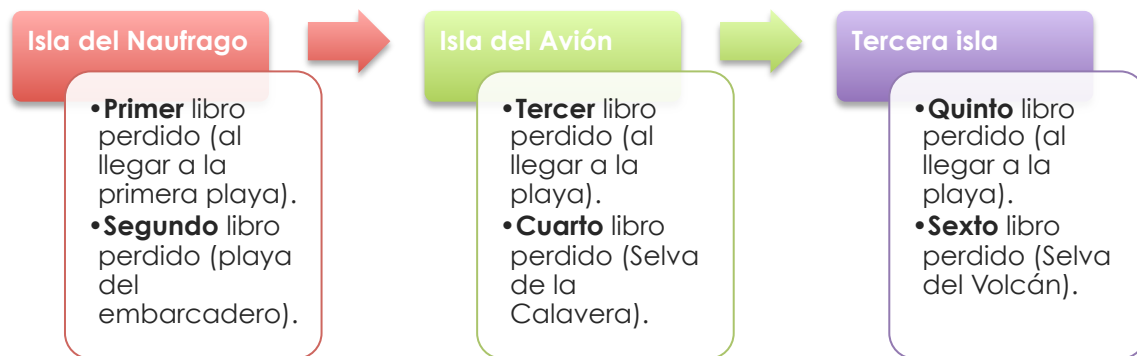 Isla del Naufrago
•Primer libro
perdido (al
llegar a la
primera playa).
•Segundo libro
perdido (playa
del
embarcadero).
Isla del Avión
•Tercer libro
perdido (al
llegar a la
playa).
•Cuarto libro
perdido (Selva
de la
Calavera).
Tercera isla
•Quinto libro
perdido (al
llegar a la
playa).
•Sexto libro
perdido (Selva
del Volcán).